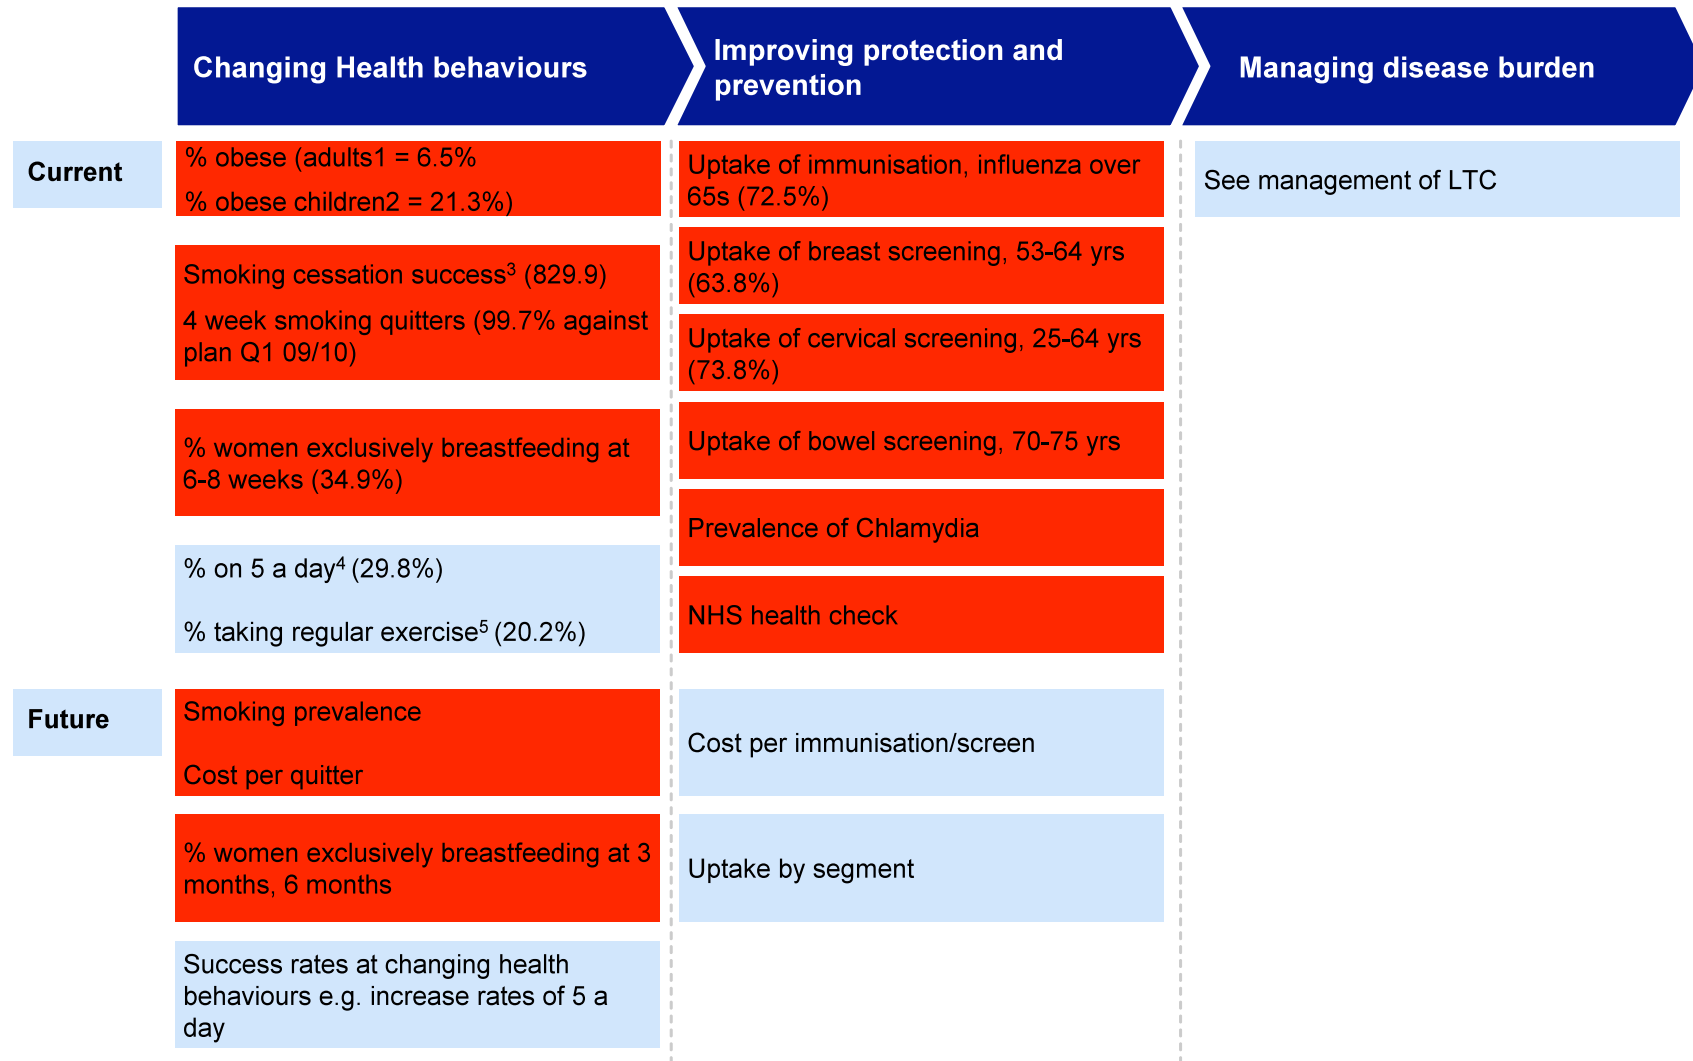 Changing Health behaviours
Improving protection and
prevention
Managing disease burden
Current
% obese (adults1 = 6.5%
% obese children2 = 21.3%)
Smoking cessation success³ (829.9)
4 week smoking quitters (99.7% against
plan Q1 09/10)
% women exclusively breastfeeding at
6-8 weeks (34.9%)
% on 5 a day⁴ (29.8%)
% taking regular exercise⁵ (20.2%)
Uptake of immunisation, influenza over
65s (72.5%)
Uptake of breast screening, 53-64 yrs
(63.8%)
Uptake of cervical screening, 25-64 yrs
(73.8%)
Uptake of bowel screening, 70-75 yrs
Prevalence of Chlamydia
NHS health check
See management of LTC
Future
Smoking prevalence
Cost per quitter
% women exclusively breastfeeding at 3
months, 6 months
Success rates at changing health
behaviours e.g. increase rates of 5 a
day
Cost per immunisation/screen
Uptake by segment